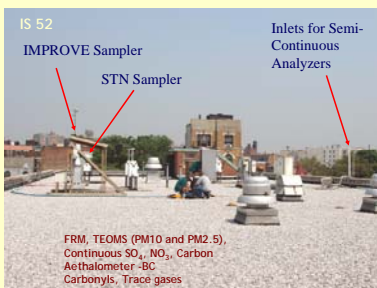 IS 52
IMPROVE Sampler
STN Sampler
Inlets for Semi-
Continuous
Analyzers
FRM, TEOMS (PM10 and PM2.5),
Continuous SO4, NO3, Carbon
Aethalometer -BC
Carbonyls, Trace gases